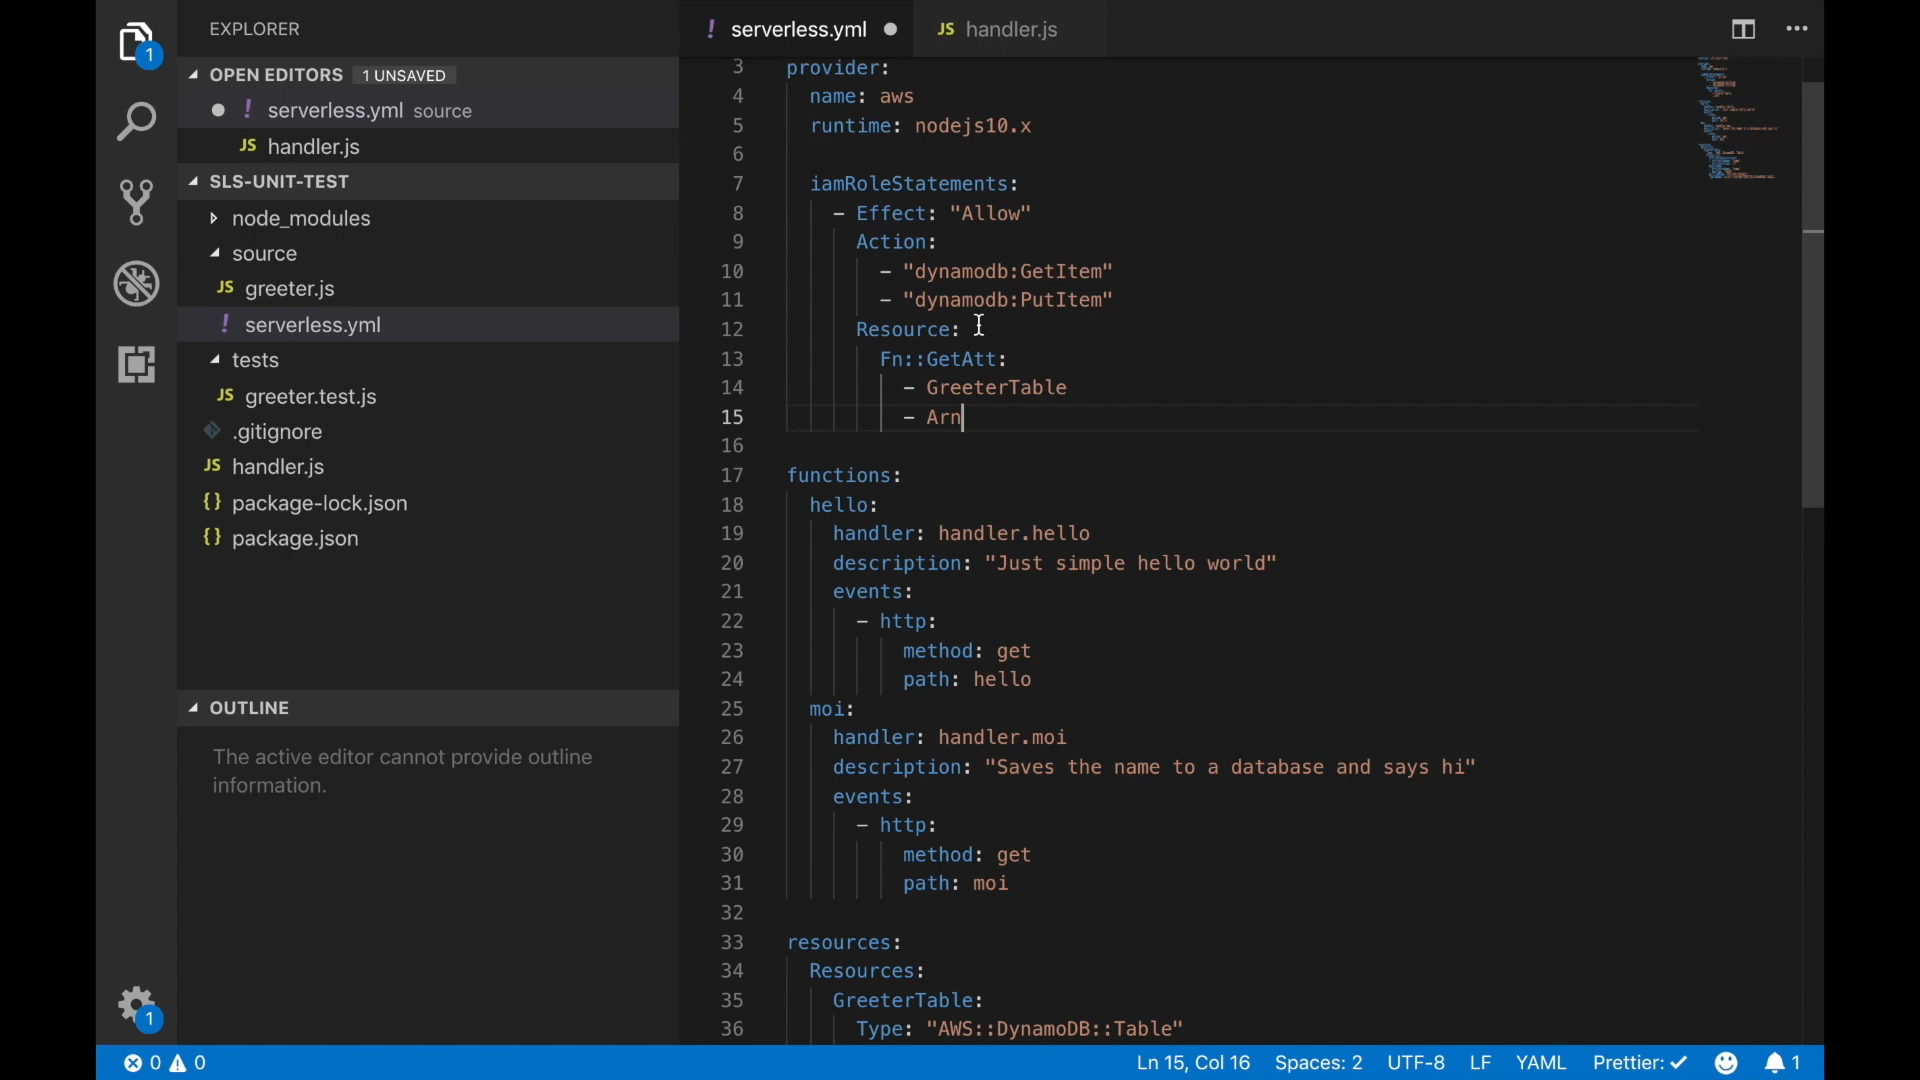 EXPLORER
OPEN EDITORS 1 UNSAVED
! serverless.yml source
JS handler.js
SLS-UNIT-TEST
node_modules
source
JS greeter.js
! serverless.yml
tests
JS greeter.test.js
.gitignore
JS handler.js
{} package-lock.json
{} package.json
OUTLINE
The active editor cannot provide outline
information.
1
1
! serverless.yml
JS handler.js
3 provider:
4 name: aws
5 runtime: nodejs10.x
6
7 iamRoleStatements:
8 - Effect: "Allow"
9 Action:
10 - "dynamodb:GetItem"
11 - "dynamodb:PutItem"
12 Resource:
13 Fn::GetAtt:
14 - GreeterTable
15 - Arn
16
17 functions:
18 hello:
19 handler: handler.hello
20 description: "Just simple hello world"
21 events:
22 - http:
23 method: get
24 path: hello
25 moi:
26 handler: handler.moi
27 description: "Saves the name to a database and says hi"
28 events:
29 - http:
30 method: get
31 path: moi
32
33 resources:
34 Resources:
35 GreeterTable:
36 Type: "AWS::DynamoDB::Table"
0 0 Ln 15, Col 16 Spaces: 2 UTF-8 LF YAML Prettier: ✓ 1